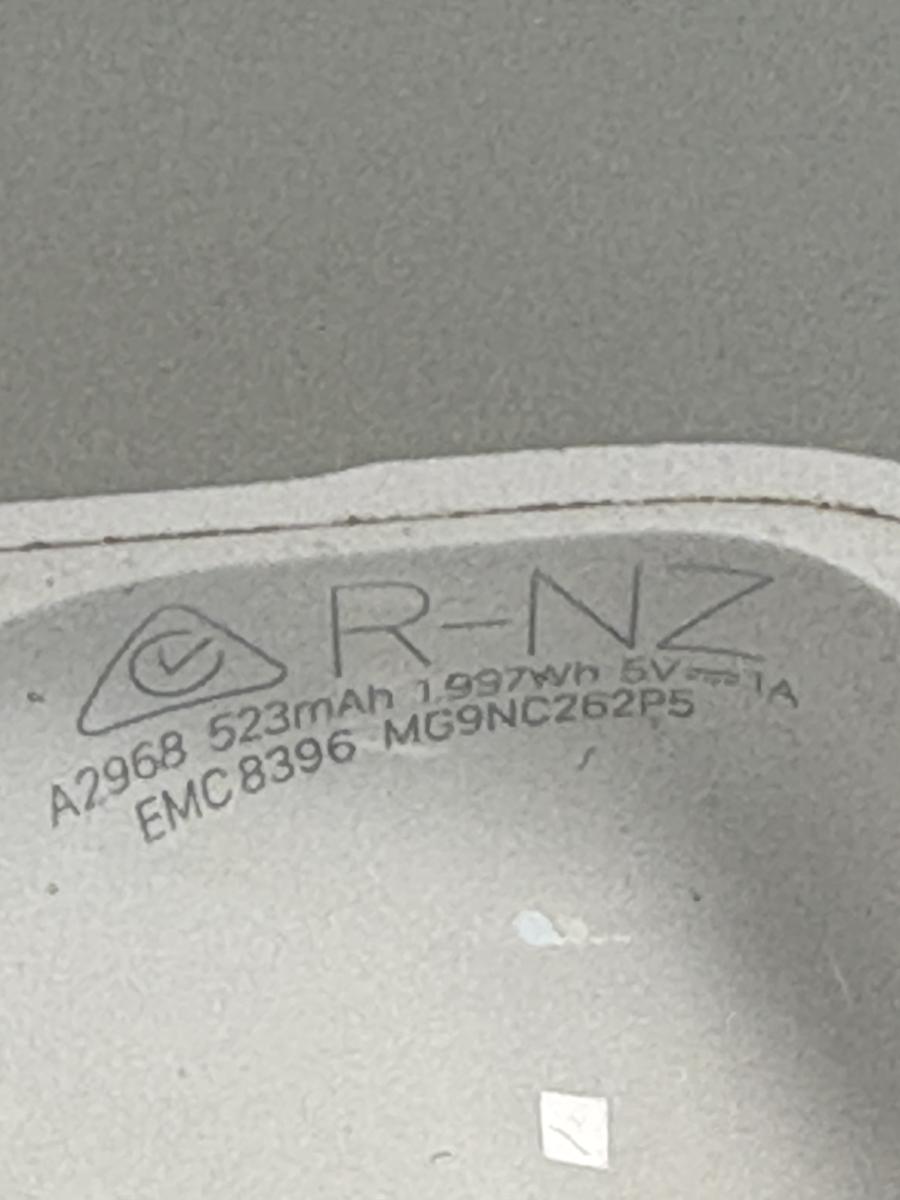 R-NZ
A2968 523mAh 1.997Wh 5V⎓1A
EMC8396 MG9NC262P5